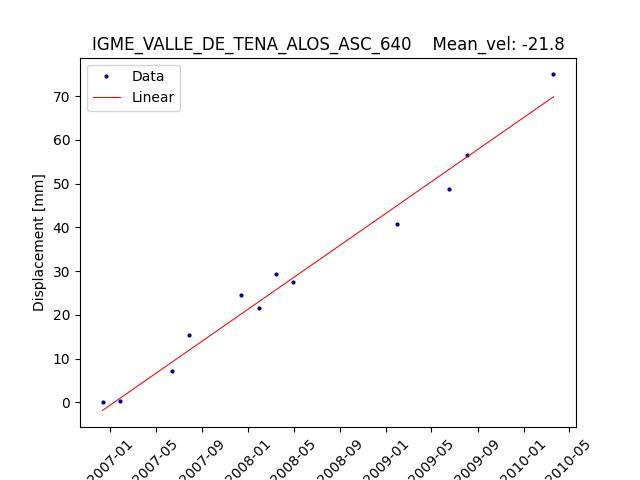 IGME_VALLE_DE_TENA_ALOS_ASC_640    Mean_vel: -21.8
Data
Linear
Displacement [mm]
70
60
50
40
30
20
10
0
2007-01 2007-05 2007-09 2008-01 2008-05 2008-09 2009-01 2009-05 2009-09 2010-01 2010-05